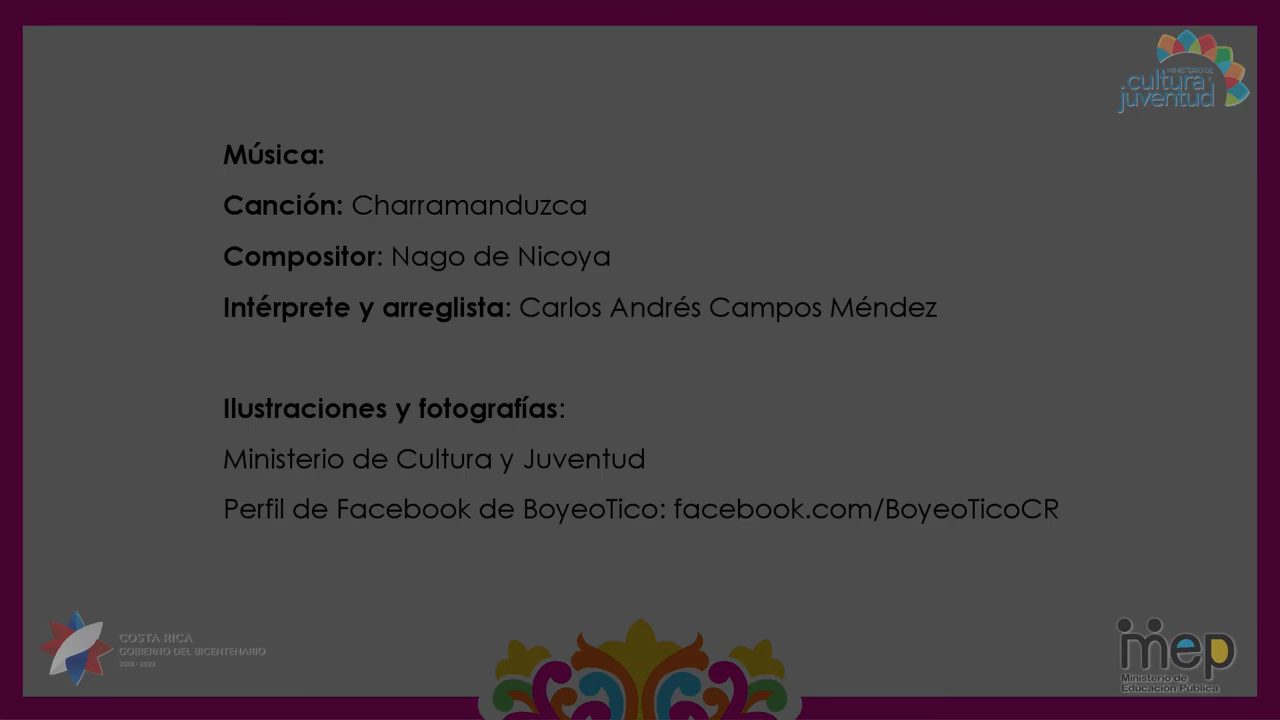 MINISTERIO DE
cultura y
juventud
Música:
Canción: Charramanduzca
Compositor: Nago de Nicoya
Intérprete y arreglista: Carlos Andrés Campos Méndez
Ilustraciones y fotografías:
Ministerio de Cultura y Juventud
Perfil de Facebook de BoyeoTico: facebook.com/BoyeoTicoCR
COSTA RICA
GOBIERNO DEL BICENTENARIO
2018 - 2022
mep
Ministerio de
Educación Pública